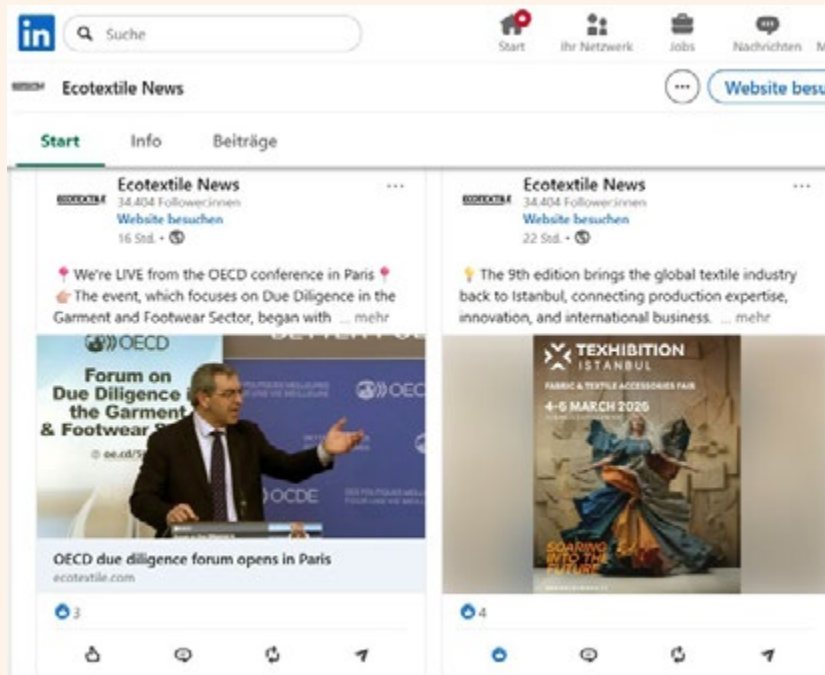 in
Suche
Start
Ihr Netzwerk
Jobs
Nachrichten
M
Ecotextile News
Website besu
Start
Info
Beiträge
ECOTEXTILE
Ecotextile News
34,404 Follower:innen
Website besuchen
16 Std. •
📍 We're LIVE from the OECD conference in Paris 📍
👉 The event, which focuses on Due Diligence in the
Garment and Footwear Sector, began with ... mehr
OECD
Forum on
Due Diligence
the Garment
& Footwear S
OEC
OCDE
OECD due diligence forum opens in Paris
ecotextile.com
3
ECOTEXTILE
Ecotextile News
34,404 Follower:innen
Website besuchen
22 Std. •
💡 The 9th edition brings the global textile industry
back to Istanbul, connecting production expertise,
innovation, and international business. ... mehr
TEXHIBITION
ISTANBUL
FABRIC & TEXTILE ACCESSORIES FAIR
4-6 MARCH 2026
SOARING
INTO THE
FUTURE
4